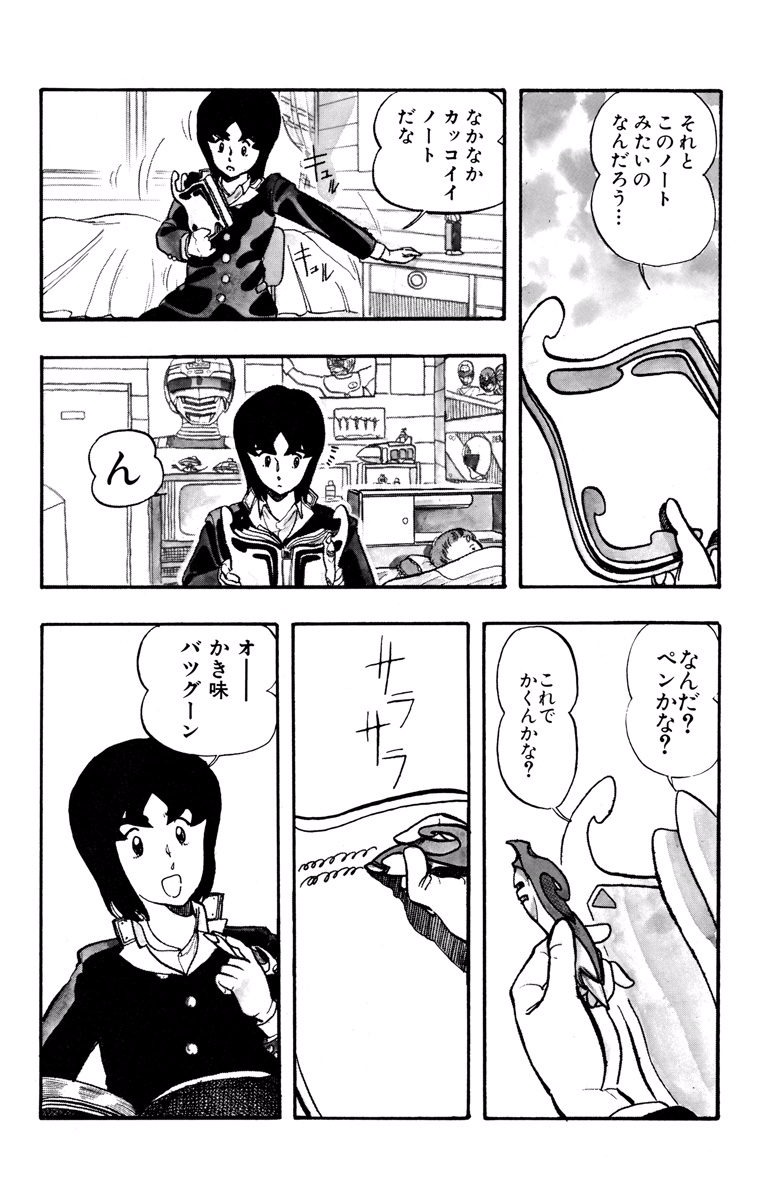 それと
このノート
みたいの
なんだろう…
なかなか
カッコイイ
ノート
だな
キュル
キュル
ん
なんだ?
ペンかな?
これで
かくんかな?
サラ
サラ
ラ
オー
かき味
バツグーン